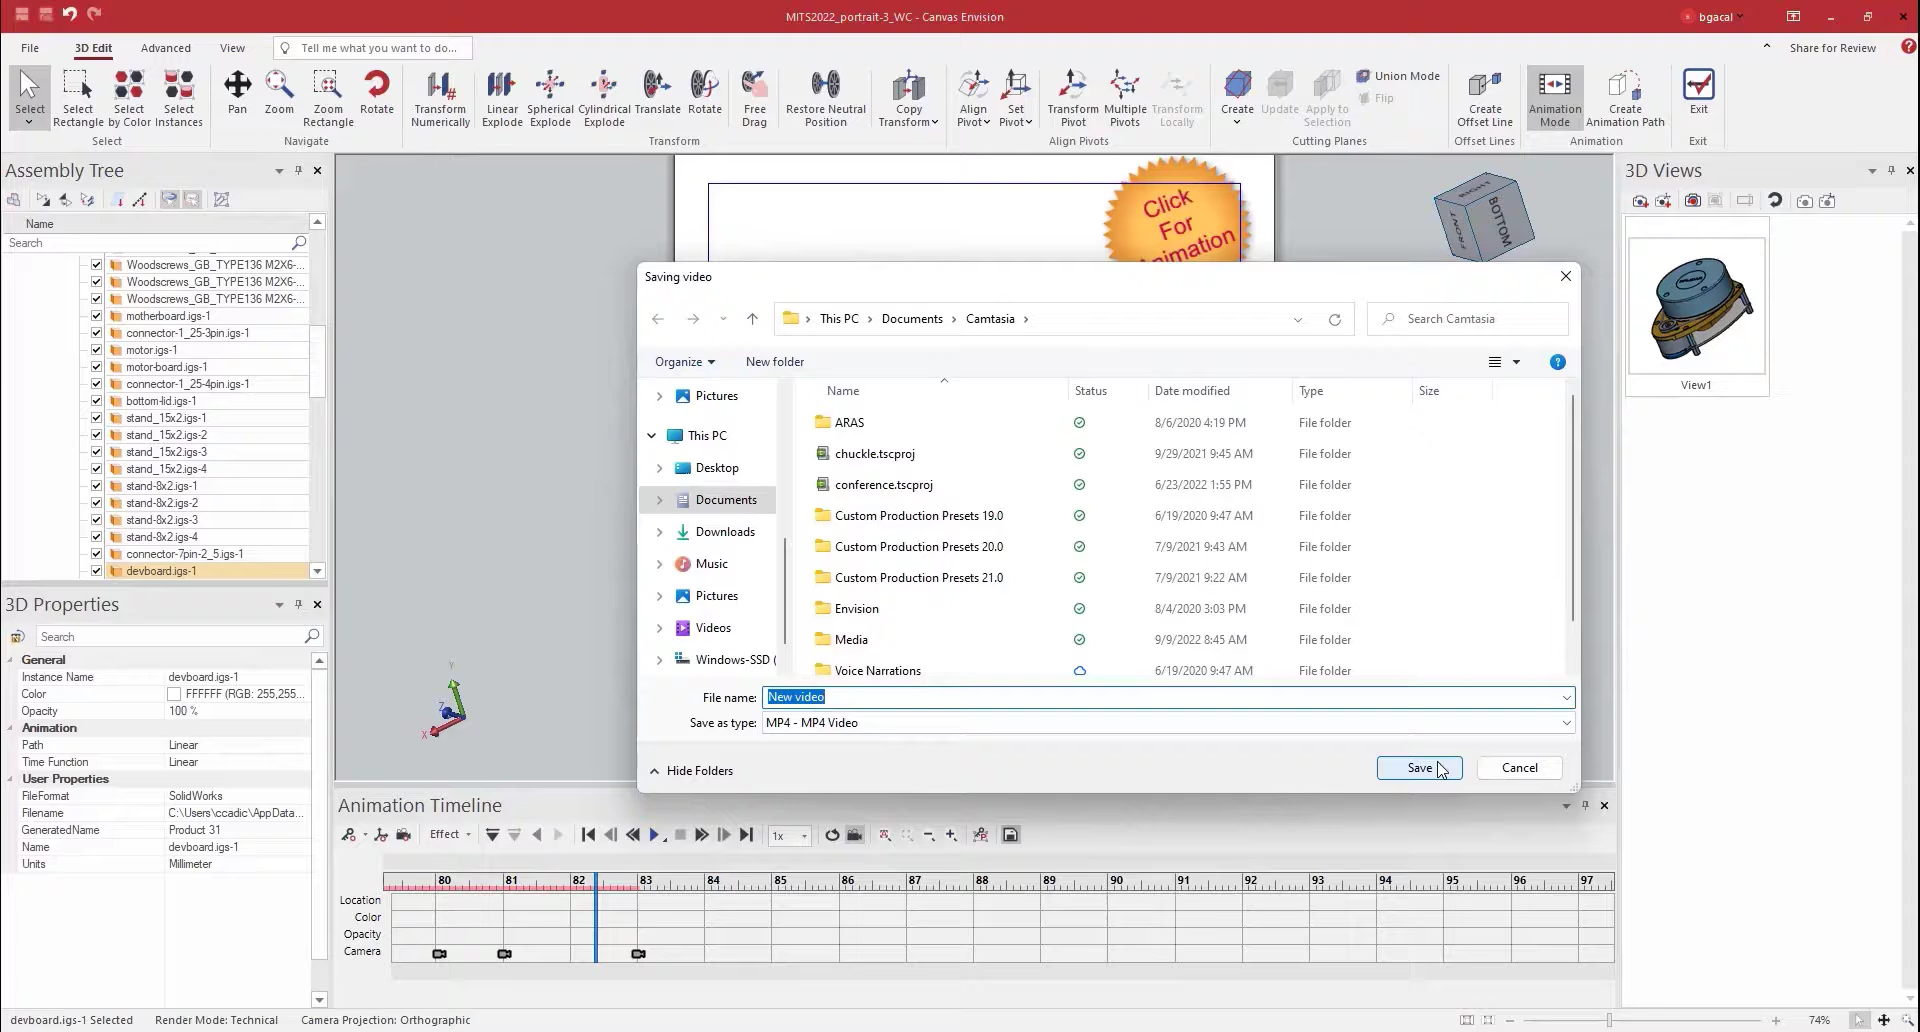 MITS2022_portrait-3_WC - Canvas Envision
bgacal
File
3D Edit
Advanced
View
Tell me what you want to do...
Share for Review
Select
Select Rectangle
Select by Color
Select Instances
Select
Pan
Zoom
Zoom Rectangle
Rotate
Navigate
Transform Numerically
Linear Explode
Spherical Explode
Cylindrical Explode
Translate
Rotate
Free Drag
Restore Neutral Position
Copy Transform
Transform
Align Pivot
Set Pivot
Transform Pivot
Multiple Pivots
Transform Locally
Align Pivots
Create
Update
Apply to Selection
Union Mode
Flip
Cutting Planes
Create Offset Line
Offset Lines
Animation Mode
Create Animation Path
Animation
Exit
Exit
Assembly Tree
Name
Search
Woodscrews_GB_TYPE136 M2X6-...
Woodscrews_GB_TYPE136 M2X6-...
Woodscrews_GB_TYPE136 M2X6-...
motherboard.igs-1
connector-1_25-3pin.igs-1
motor.igs-1
motor-board.igs-1
connector-1_25-4pin.igs-1
bottom-lid.igs-1
stand_15x2.igs-1
stand_15x2.igs-2
stand_15x2.igs-3
stand_15x2.igs-4
stand-8x2.igs-1
stand-8x2.igs-2
stand-8x2.igs-3
stand-8x2.igs-4
connector-7pin-2_5.igs-1
devboard.igs-1
3D Properties
Search
General
Instance Name devboard.igs-1
Color FFFFFF (RGB: 255,255...
Opacity 100 %
Animation
Path Linear
Time Function Linear
User Properties
FileFormat SolidWorks
Filename C:\Users\ccadic\AppData...
GeneratedName Product 31
Name devboard.igs-1
Units Millimeter
Click
For
Animation
RIGHT
FRONT
BOTTOM
Y
Z
X
Saving video
This PC > Documents > Camtasia >
Search Camtasia
Organize
New folder
Pictures
This PC
Desktop
Documents
Downloads
Music
Pictures
Videos
Windows-SSD (
Name Status Date modified Type Size
ARAS 8/6/2020 4:19 PM File folder
chuckle.tscproj 9/29/2021 9:45 AM File folder
conference.tscproj 6/23/2022 1:55 PM File folder
Custom Production Presets 19.0 6/19/2020 9:47 AM File folder
Custom Production Presets 20.0 7/9/2021 9:43 AM File folder
Custom Production Presets 21.0 7/9/2021 9:22 AM File folder
Envision 8/4/2020 3:03 PM File folder
Media 9/9/2022 8:45 AM File folder
Voice Narrations 6/19/2020 9:47 AM File folder
File name: New video
Save as type: MP4 - MP4 Video
Hide Folders
Save
Cancel
3D Views
View1
Animation Timeline
Effect
1x
80 81 82 83 84 85 86 87 88 89 90 91 92 93 94 95 96 97
Location
Color
Opacity
Camera
devboard.igs-1 Selected
Render Mode: Technical
Camera Projection: Orthographic
74%